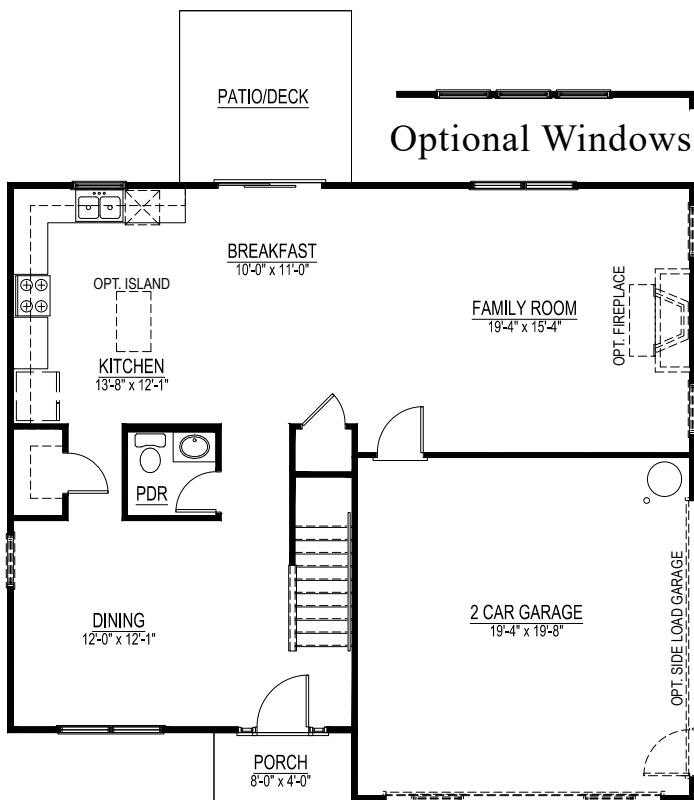 PATIO/DECK
Optional Windows
BREAKFAST
10'-0" x 11'-0"
OPT. ISLAND
FAMILY ROOM
19'-4" x 15'-4"
OPT. FIREPLACE
KITCHEN
13'-8" x 12'-1"
PDR
DINING
12'-0" x 12'-1"
2 CAR GARAGE
19'-4" x 19'-8"
OPT. SIDE LOAD GARAGE
PORCH
8'-0" x 4'-0"